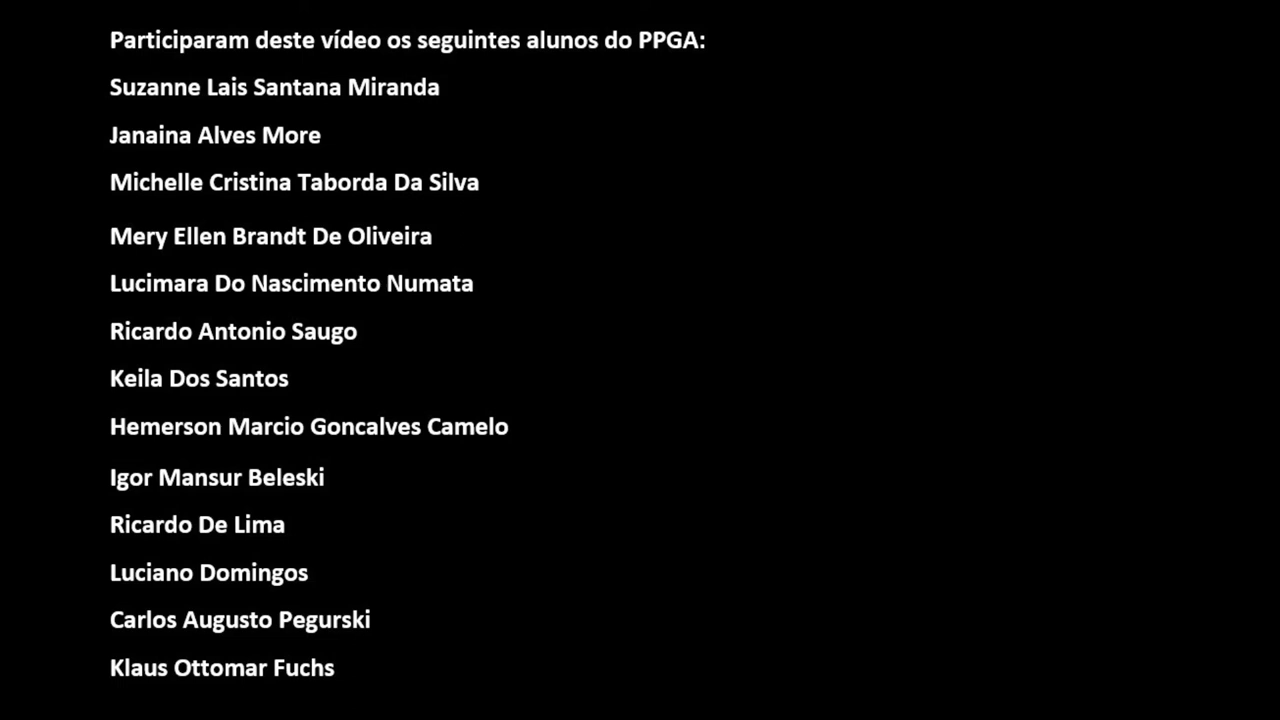 Participaram deste vídeo os seguintes alunos do PPGA:
Suzanne Lais Santana Miranda
Janaina Alves More
Michelle Cristina Taborda Da Silva
Mery Ellen Brandt De Oliveira
Lucimara Do Nascimento Numata
Ricardo Antonio Saugo
Keila Dos Santos
Hemerson Marcio Goncalves Camelo
Igor Mansur Beleski
Ricardo De Lima
Luciano Domingos
Carlos Augusto Pegurski
Klaus Ottomar Fuchs